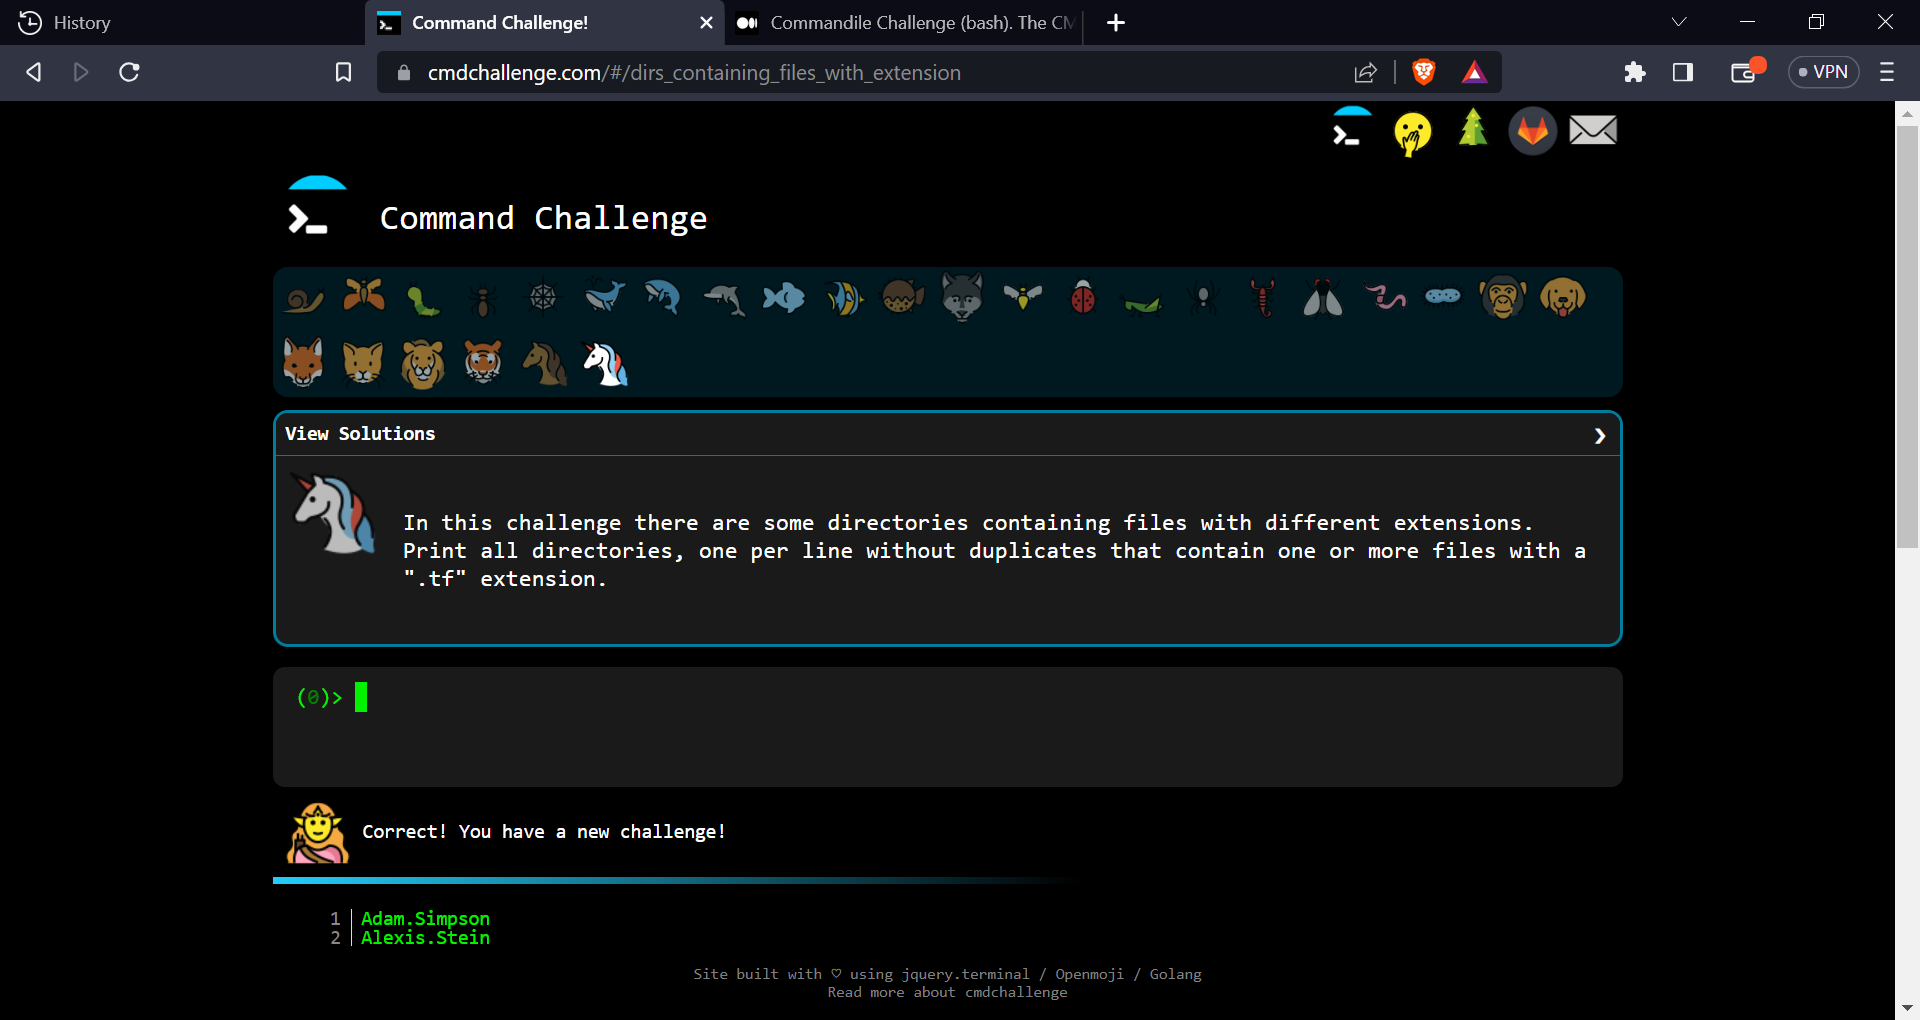 History
Command Challenge!
Commandile Challenge (bash). The CM
cmdchallenge.com/#/dirs_containing_files_with_extension
VPN
Command Challenge
View Solutions
In this challenge there are some directories containing files with different extensions.
Print all directories, one per line without duplicates that contain one or more files with a
".tf" extension.
(0)>
Correct! You have a new challenge!
1 Adam.Simpson
2 Alexis.Stein
Site built with ♡ using jquery.terminal / Openmoji / Golang
Read more about cmdchallenge